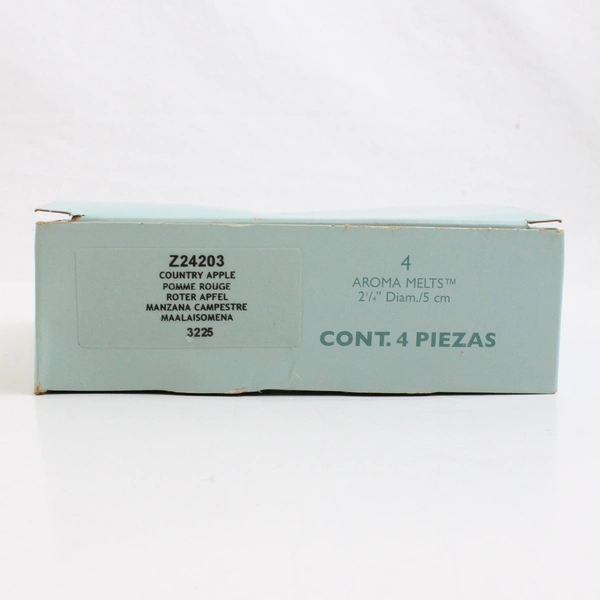 Z24203
COUNTRY APPLE
POMME ROUGE
ROTER APFEL
MANZANA CAMPESTRE
MAALAISOMENA
3225
4
AROMA MELTS™
2¼" Diam./5 cm
CONT. 4 PIEZAS